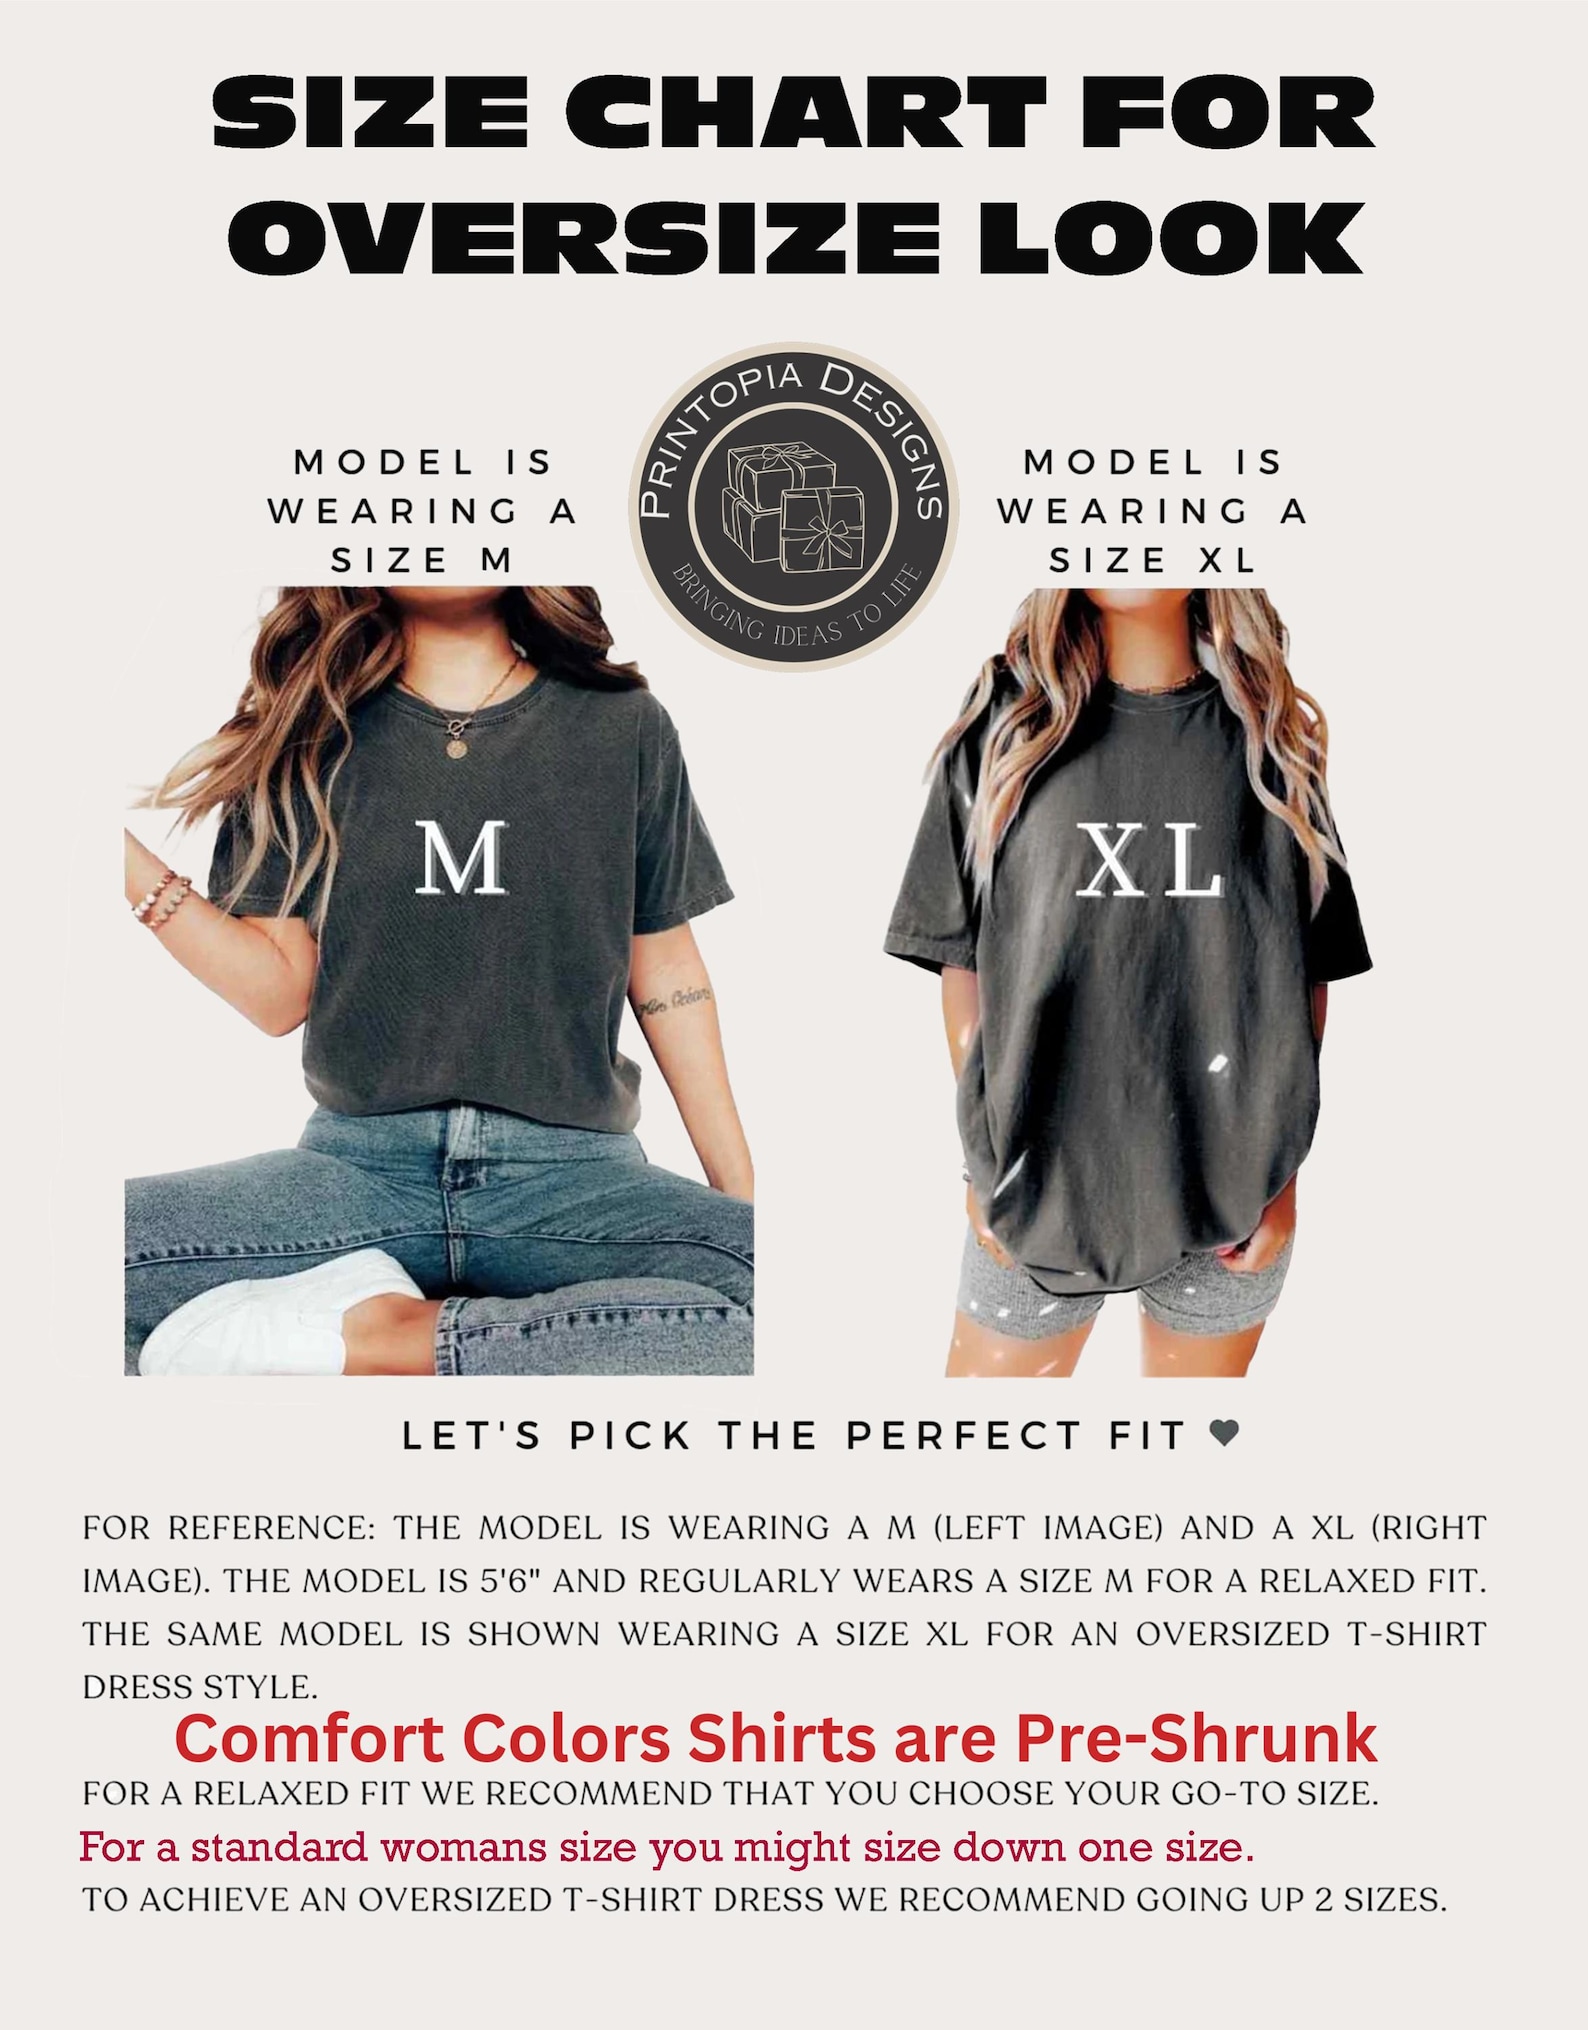 SIZE CHART FOR
OVERSIZE LOOK
PRINTOPIA DESIGNS
BRINGING IDEAS TO LIFE
MODEL IS
WEARING A
SIZE M
MODEL IS
WEARING A
SIZE XL
M
XL
LET'S PICK THE PERFECT FIT
FOR REFERENCE: THE MODEL IS WEARING A M (LEFT IMAGE) AND A XL (RIGHT
IMAGE). THE MODEL IS 5'6" AND REGULARLY WEARS A SIZE M FOR A RELAXED FIT.
THE SAME MODEL IS SHOWN WEARING A SIZE XL FOR AN OVERSIZED T-SHIRT
DRESS STYLE.
Comfort Colors Shirts are Pre-Shrunk
FOR A RELAXED FIT WE RECOMMEND THAT YOU CHOOSE YOUR GO-TO SIZE.
For a standard womans size you might size down one size.
TO ACHIEVE AN OVERSIZED T-SHIRT DRESS WE RECOMMEND GOING UP 2 SIZES.